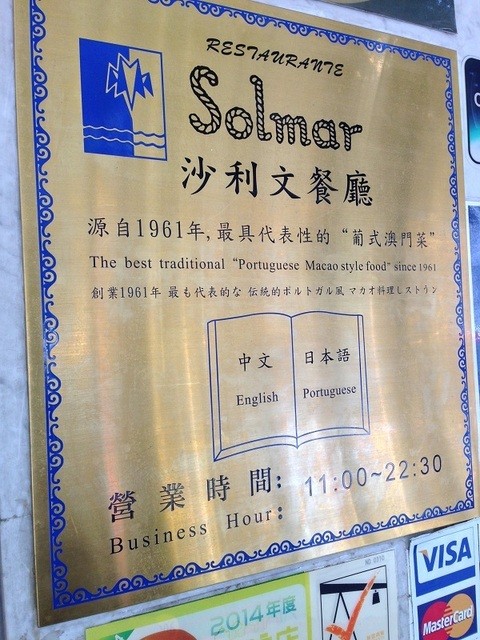 RESTAURANTE
Solmar
沙利文餐廳
源自1961年, 最具代表性的 “葡式澳門菜”
The best traditional "Portuguese Macao style food" since 1961
創業1961年 最も代表的な 伝統的ポルトガル風 マカオ料理レストラン
中文 日本語
English Portuguese
營業時間: 11:00~22:30
Business Hour:
2014年度
VISA
MasterCard